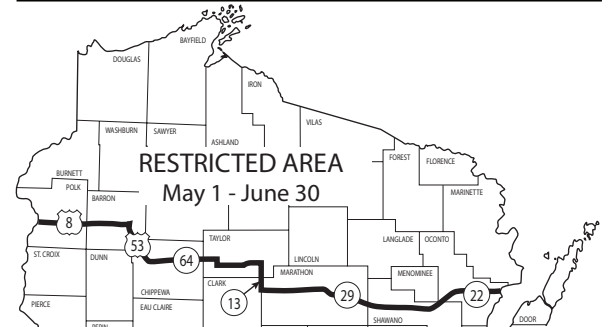 BAYFIELD
DOUGLAS
IRON
VILAS
WASHBURN SAWYER
ASHLAND
FOREST FLORENCE
RESTRICTED AREA
May 1 - June 30
BURNETT
POLK
BARRON
MARINETTE
8
53
64
TAYLOR
LANGLADE OCONTO
ST. CROIX
DUNN
LINCOLN
MARATHON
MENOMINEE
CLARK
CHIPPEWA
13
29
22
PIERCE
EAU CLAIRE
SHAWANO
DOOR
PEPIN